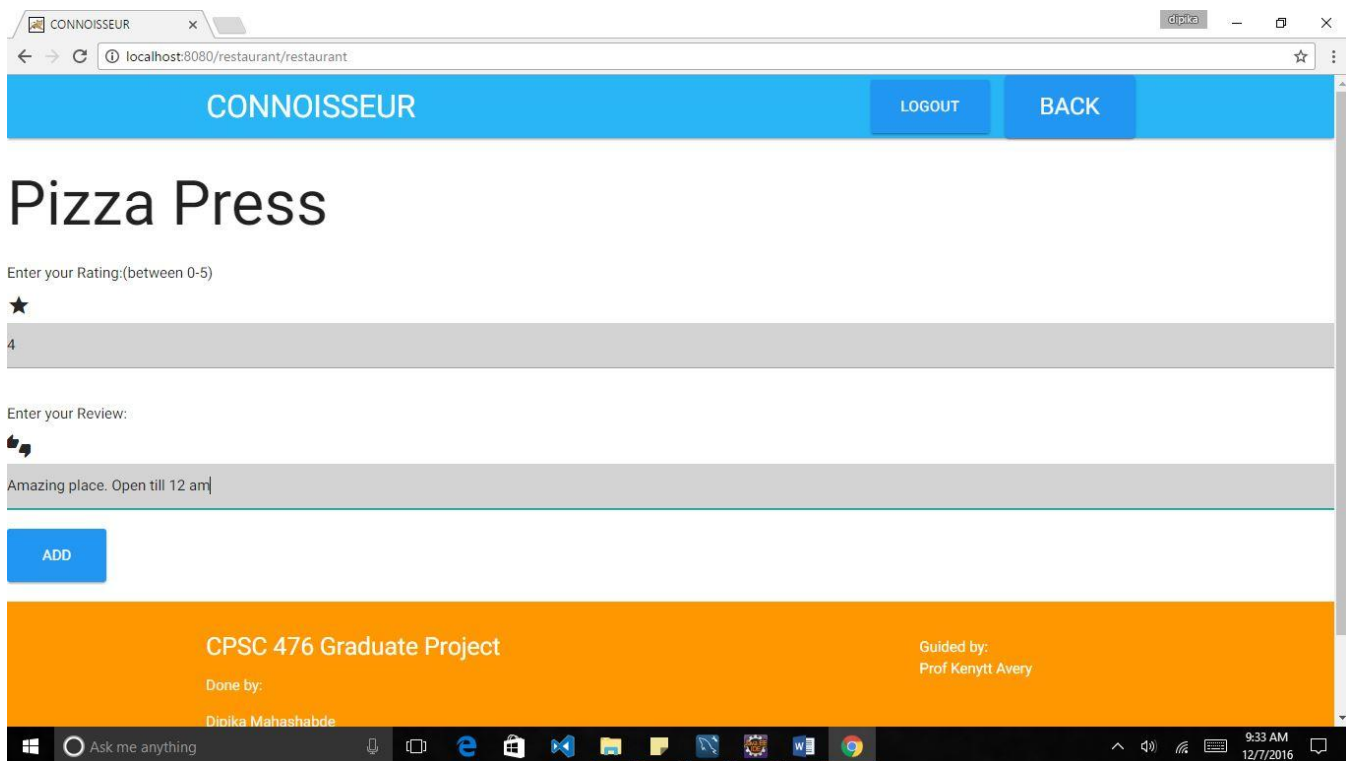 CONNOISSEUR
dipika
localhost:8080/restaurant/restaurant
CONNOISSEUR
LOGOUT
BACK
Pizza Press
Enter your Rating:(between 0-5)
4
Enter your Review:
Amazing place. Open till 12 am
ADD
CPSC 476 Graduate Project
Guided by:
Prof Kenytt Avery
Done by:
Dipika Mahashabde
Ask me anything
9:33 AM
12/7/2016